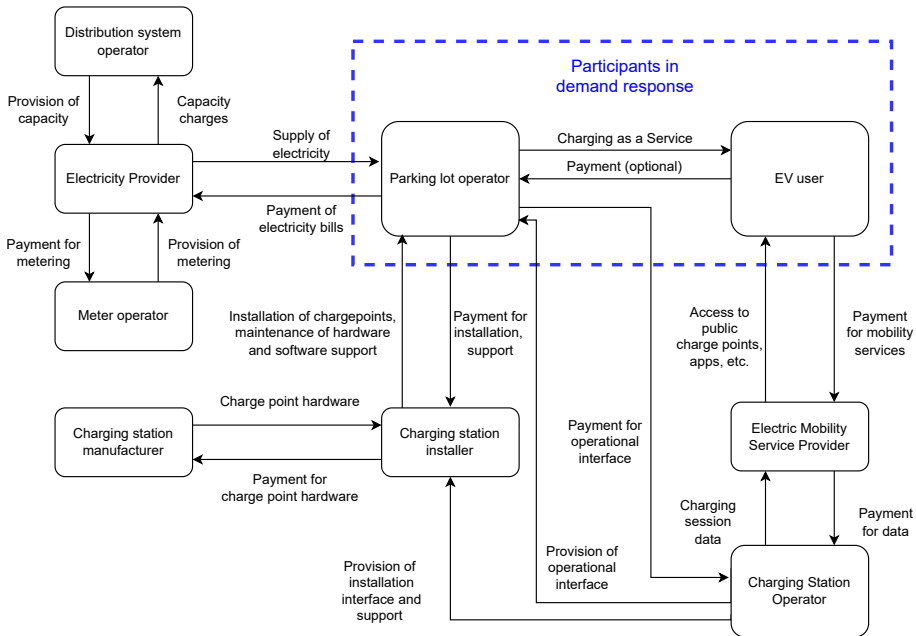 Distribution system
operator
Participants in
demand response
Provision of
capacity
Capacity
charges
Supply of
electricity
Charging as a Service
Electricity Provider
Parking lot operator
Payment (optional)
EV user
Payment of
electricity bills
Payment for
metering
Provision of
metering
Meter operator
Installation of chargepoints,
maintenance of hardware
and software support
Payment for
installation,
support
Access to
public
charge points,
apps, etc.
Payment
for mobility
services
Charge point hardware
Charging station
manufacturer
Charging station
installer
Payment for
operational
interface
Electric Mobility
Service Provider
Payment for
charge point hardware
Charging
session
data
Payment
for data
Provision of
installation
interface and
support
Provision of
operational
interface
Charging Station
Operator